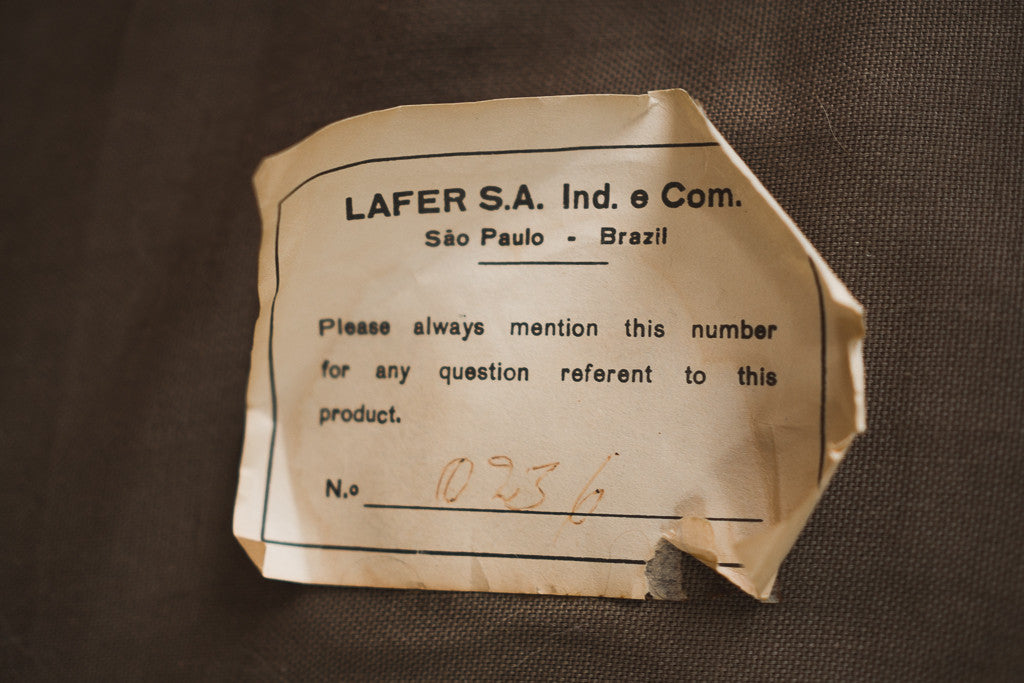 LAFER S.A. Ind. e Com.
São Paulo - Brazil
Please always mention this number
for any question referent to this
product.
N.o 0236